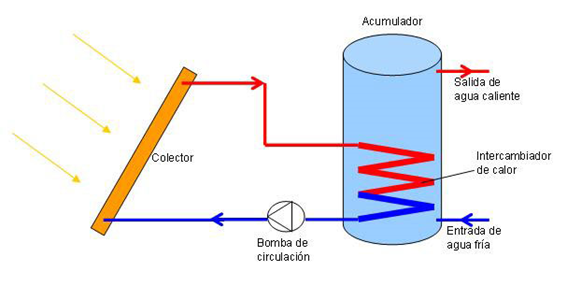 Acumulador
Salida de
agua caliente
Colector
Intercambiador
de calor
Bomba de
circulación
Entrada de
agua fría